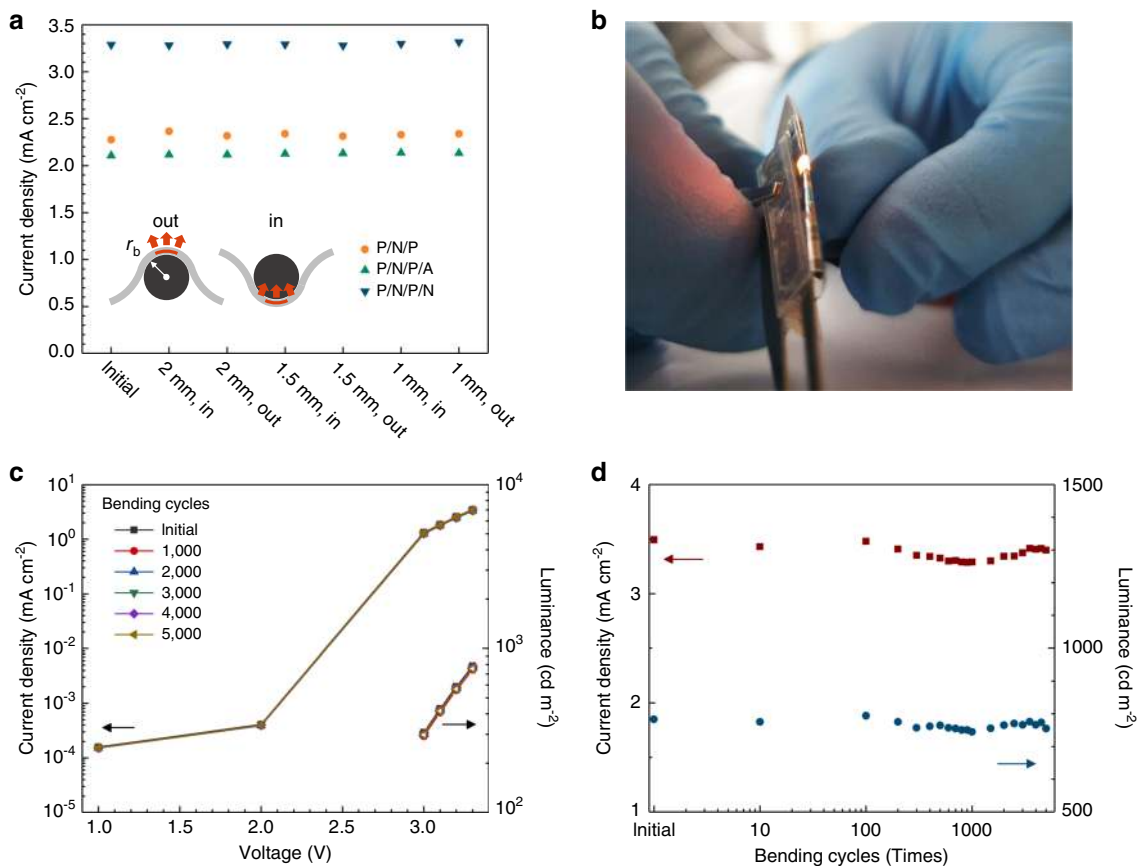 a
3.5
3.0
2.5
2.0
1.5
1.0
0.5
0.0
Current density (mA cm⁻²)
out
in
r_b
P/N/P
P/N/P/A
P/N/P/N
Initial
2 mm, in
2 mm, out
1.5 mm, in
1.5 mm, out
1 mm, in
1 mm, out
b
c
10¹
10⁰
10⁻¹
10⁻²
10⁻³
10⁻⁴
10⁻⁵
Current density (mA cm⁻²)
Bending cycles
Initial
1,000
2,000
3,000
4,000
5,000
10⁴
10³
10²
Luminance (cd m⁻²)
1.0 1.5 2.0 2.5 3.0
Voltage (V)
d
4
3
2
1
Current density (mA cm⁻²)
1500
1000
500
Luminance (cd m⁻²)
Initial 10 100 1000
Bending cycles (Times)